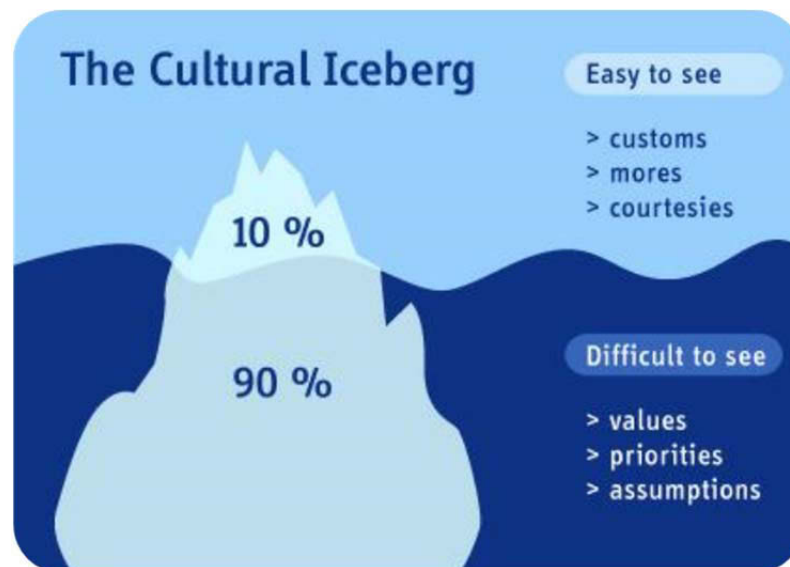 The Cultural Iceberg
Easy to see
> customs
> mores
> courtesies
10 %
90 %
Difficult to see
> values
> priorities
> assumptions